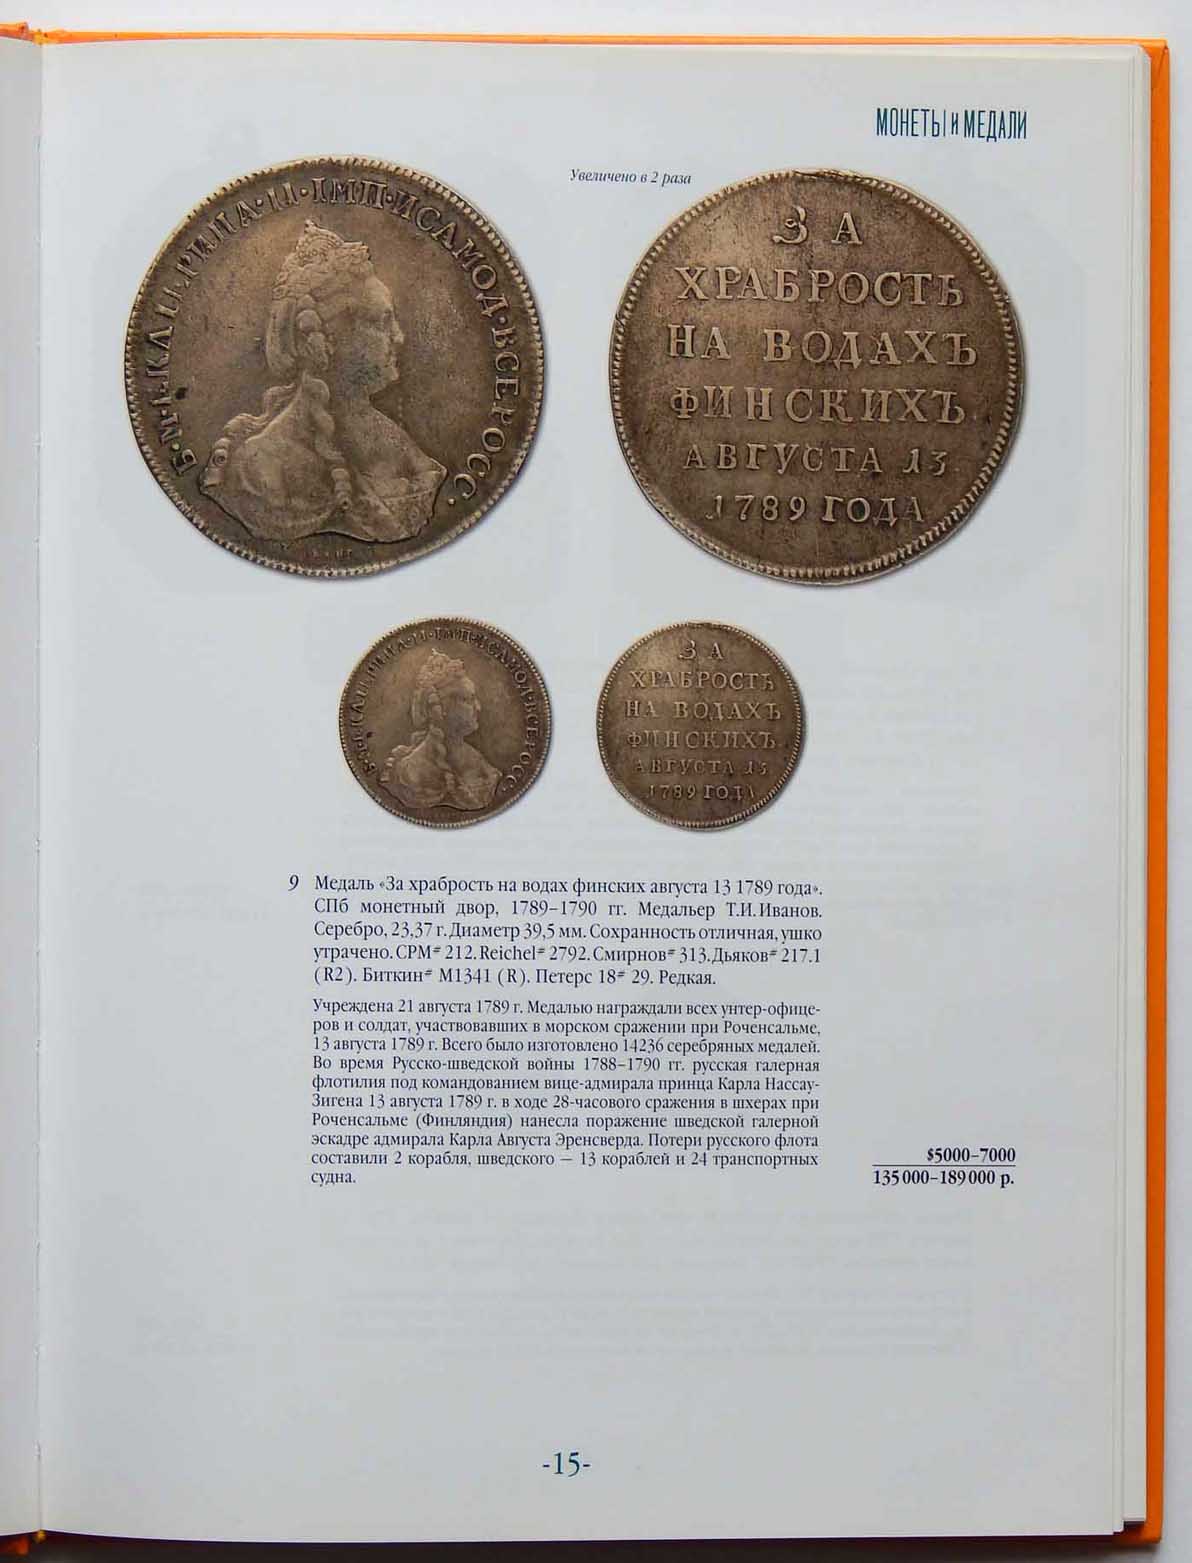 МОНЕТЫ и МЕДАЛИ
Увеличено в 2 раза
Б·М·ЕКАТЕРИНА·II·IМП·ИСАМОД·ВСЕРОСС·
ЗА
ХРАБРОСТЬ
НА ВОДАХЪ
ФИНСКИХЪ
АВГУСТА 13
1789 ГОДА
Б·М·ЕКАТЕРИНА·II·IМП·ИСАМОД·ВСЕРОСС·
ЗА
ХРАБРОСТЬ
НА ВОДАХЪ
ФИНСКИХЪ
АВГУСТА 13
1789 ГОДА
9 Медаль «За храбрость на водах финских августа 13 1789 года».
СПб монетный двор, 1789–1790 гг. Медальер Т.И.Иванов.
Серебро, 23,37 г. Диаметр 39,5 мм. Сохранность отличная, ушко
утрачено. СРМ# 212. Reichel# 2792. Смирнов# 313. Дьяков# 217.1
(R2). Биткин# М1341 (R). Петерс 18# 29. Редкая.
Учреждена 21 августа 1789 г. Медалью награждали всех унтер-офице-
ров и солдат, участвовавших в морском сражении при Роченсальме,
13 августа 1789 г. Всего было изготовлено 14236 серебряных медалей.
Во время Русско-шведской войны 1788–1790 гг. русская галерная
флотилия под командованием вице-адмирала принца Карла Нассау-
Зигена 13 августа 1789 г. в ходе 28-часового сражения в шхерах при
Роченсальме (Финляндия) нанесла поражение шведской галерной
эскадре адмирала Карла Августа Эренсверда. Потери русского флота
составили 2 корабля, шведского — 13 кораблей и 24 транспортных
судна.
$5000–7000
135 000–189 000 р.
-15-